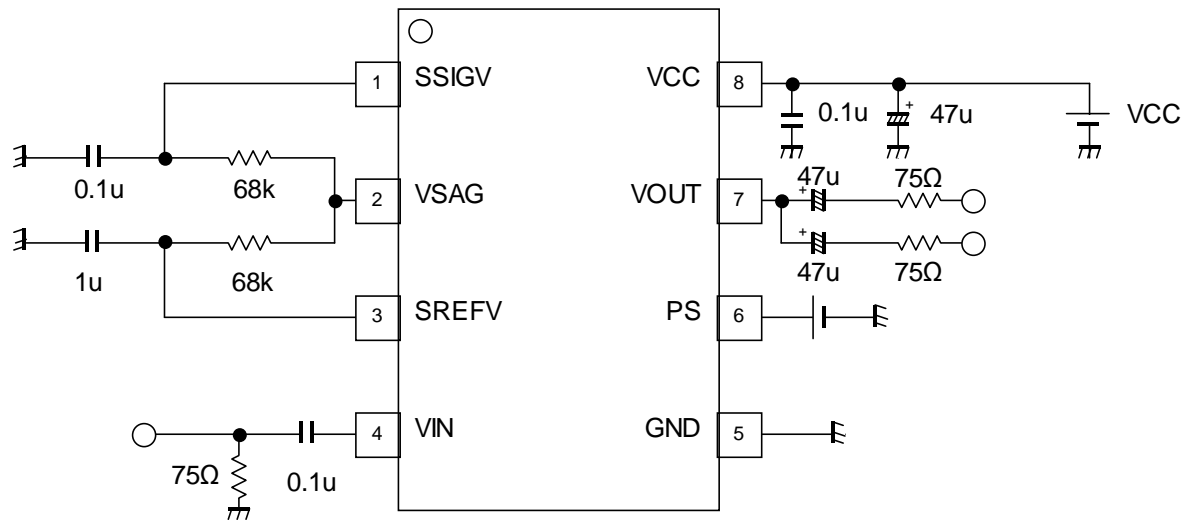 1 SSIGV
VCC 8
0.1u 47u VCC
0.1u 68k
47u 75Ω
2 VSAG
VOUT 7
1u 68k
47u 75Ω
3 SREFV
PS 6
4 VIN
GND 5
75Ω 0.1u